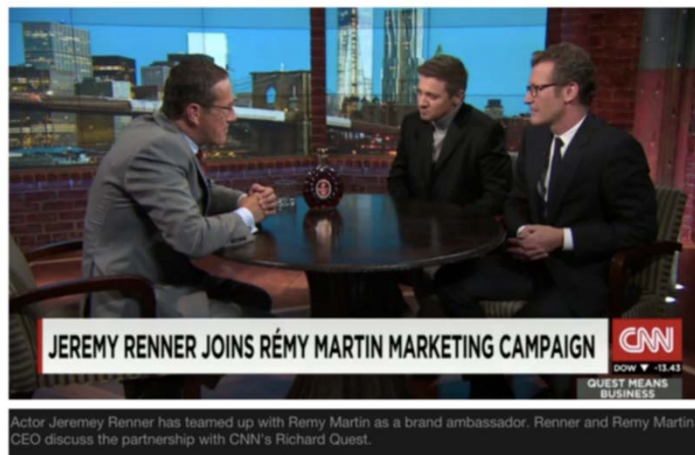 JEREMY RENNER JOINS RÉMY MARTIN MARKETING CAMPAIGN
CNN
DOW ▼ -13.43
QUEST MEANS
BUSINESS
Actor Jeremey Renner has teamed up with Remy Martin as a brand ambassador. Renner and Remy Martin
CEO discuss the partnership with CNN's Richard Quest.